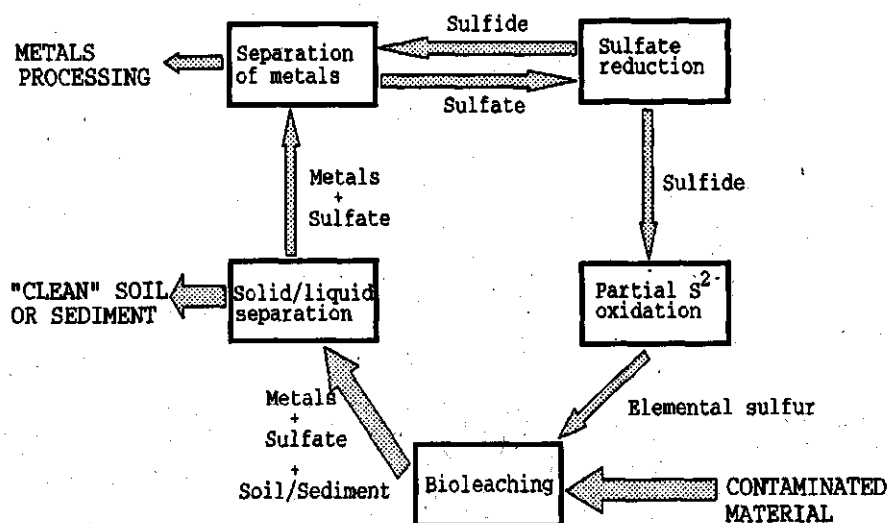 Sulfide
METALS
PROCESSING
Separation
of metals
Sulfate
reduction
Sulfate
Metals
+
Sulfate
Sulfide
"CLEAN" SOIL
OR SEDIMENT
Solid/liquid
separation
Partial S²⁻
oxidation
Metals
+
Sulfate
+
Soil/Sediment
Elemental sulfur
Bioleaching
CONTAMINATED
MATERIAL